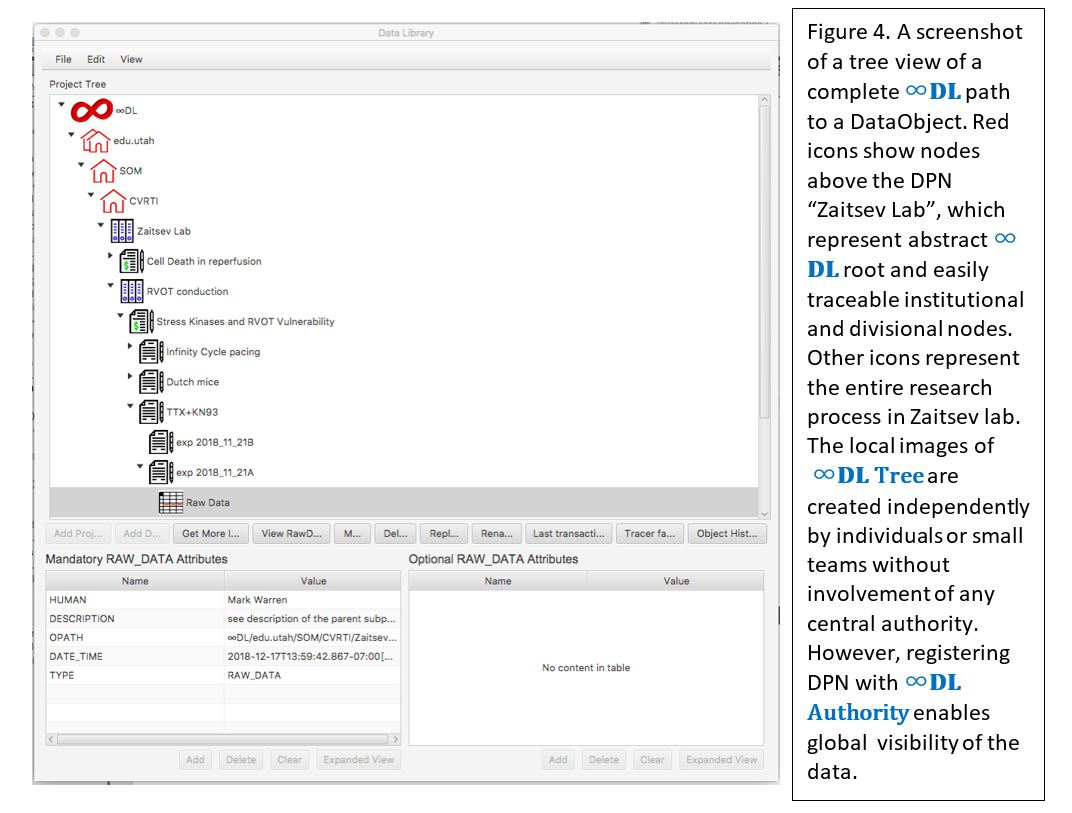 Data Library
File Edit View
Project Tree
∞DL
edu.utah
SOM
CVRTI
Zaitsev Lab
Cell Death in reperfusion
RVOT conduction
Stress Kinases and RVOT Vulnerability
Infinity Cycle pacing
Dutch mice
TTX+KN93
exp 2018_11_21B
exp 2018_11_21A
Raw Data
Add Proj... Add D... Get More I... View RawD... M... Del... Repl... Rena... Last transacti... Tracer fa... Object Hist...
Mandatory RAW_DATA Attributes
Name Value
HUMAN Mark Warren
DESCRIPTION see description of the parent subp...
OPATH ∞DL/edu.utah/SOM/CVRTI/Zaitsev...
DATE_TIME 2018-12-17T13:59:42.867-07:00[...
TYPE RAW_DATA
Add Delete Clear Expanded View
Optional RAW_DATA Attributes
Name Value
No content in table
Add Delete Clear Expanded View
Figure 4. A screenshot
of a tree view of a
complete ∞DL path
to a DataObject. Red
icons show nodes
above the DPN
“Zaitsev Lab”, which
represent abstract ∞
DL root and easily
traceable institutional
and divisional nodes.
Other icons represent
the entire research
process in Zaitsev lab.
The local images of
∞DL Tree are
created independently
by individuals or small
teams without
involvement of any
central authority.
However, registering
DPN with ∞DL
Authority enables
global visibility of the
data.